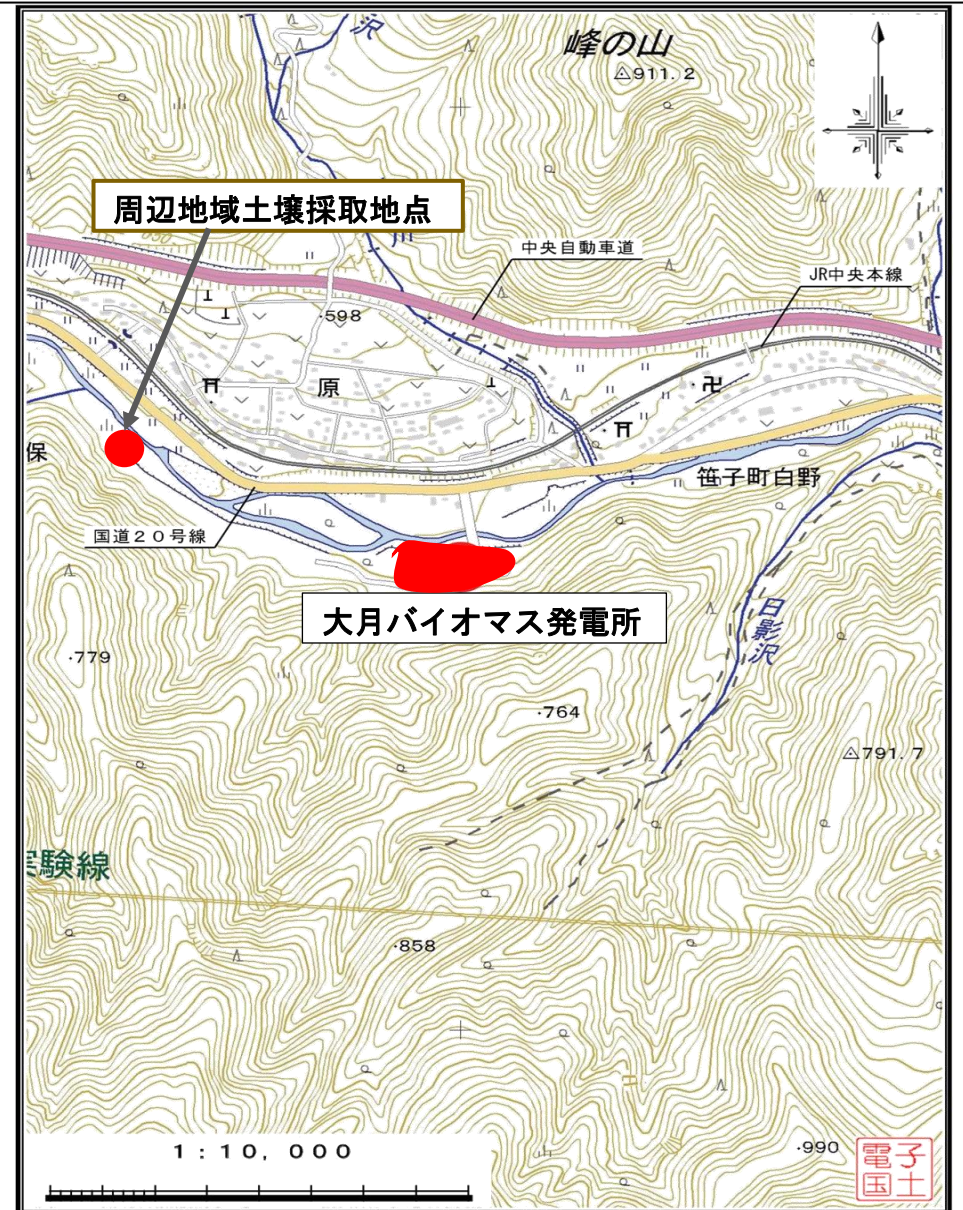 沢
峰の山
911.2
周辺地域土壌採取地点
川
中央自動車道
JR中央本線
598
原
保
笹子町白野
国道20号線
大月バイオマス発電所
日影沢
779
764
791.7
実験線
858
1:10,000
990
電子
国土